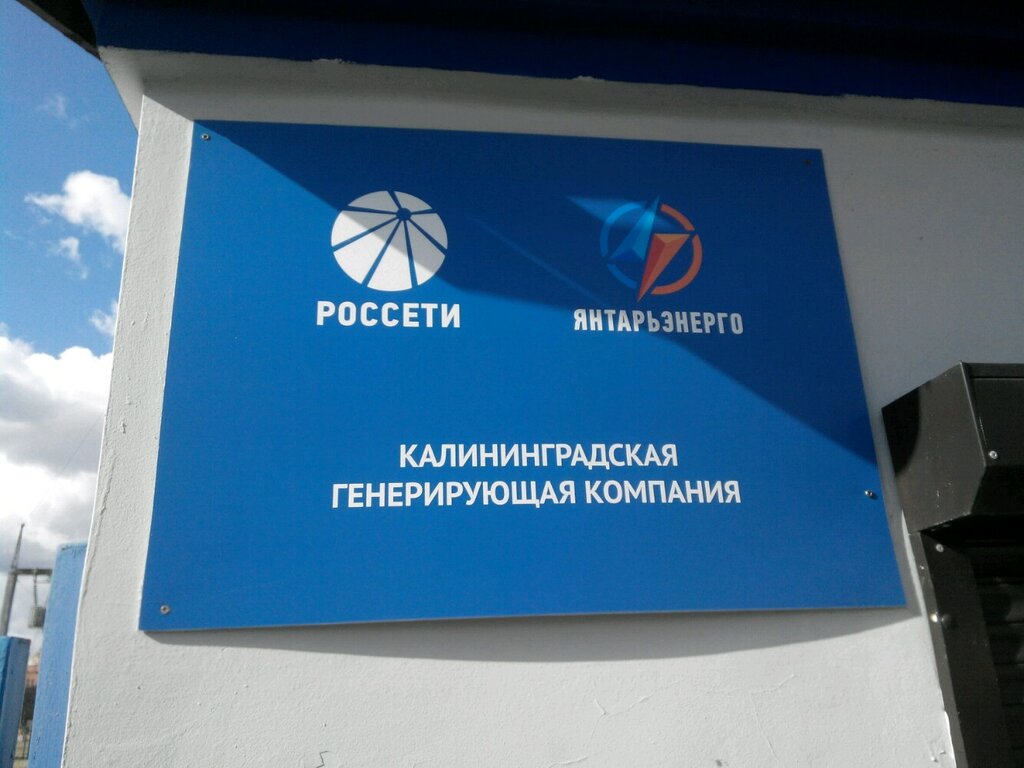 РОССЕТИ
ЯНТАРЬЭНЕРГО
КАЛИНИНГРАДСКАЯ
ГЕНЕРИРУЮЩАЯ КОМПАНИЯ